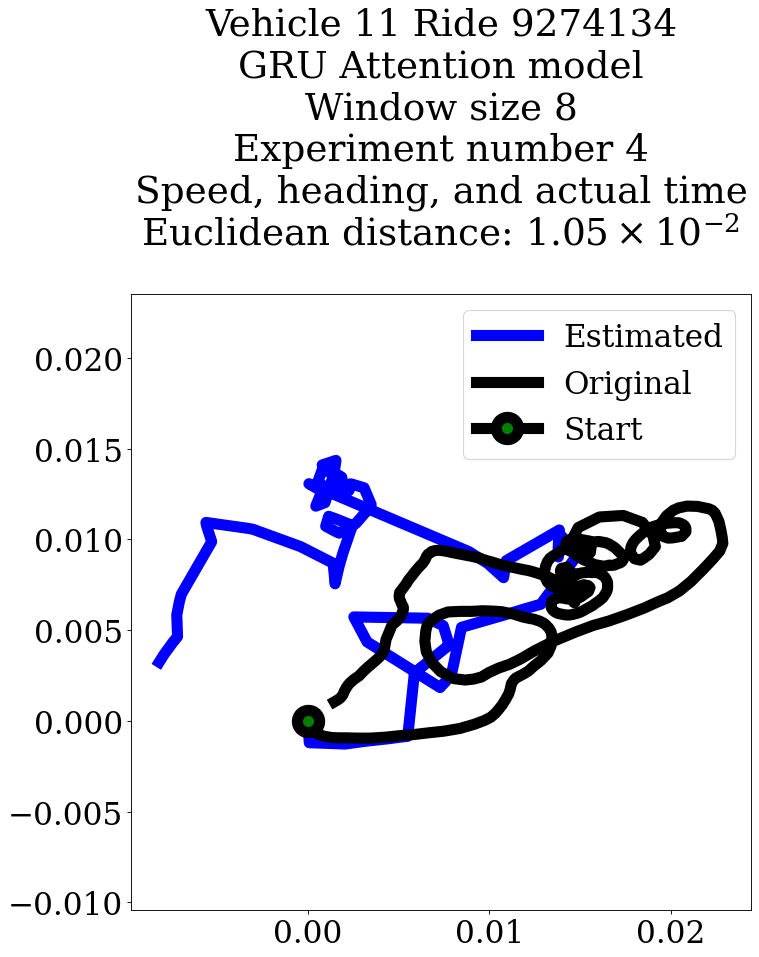 Vehicle 11 Ride 9274134
GRU Attention model
Window size 8
Experiment number 4
Speed, heading, and actual time
Euclidean distance: 1.05 × 10⁻²
Estimated
Original
Start
0.020
0.015
0.010
0.005
0.000
−0.005
−0.010
0.00 0.01 0.02